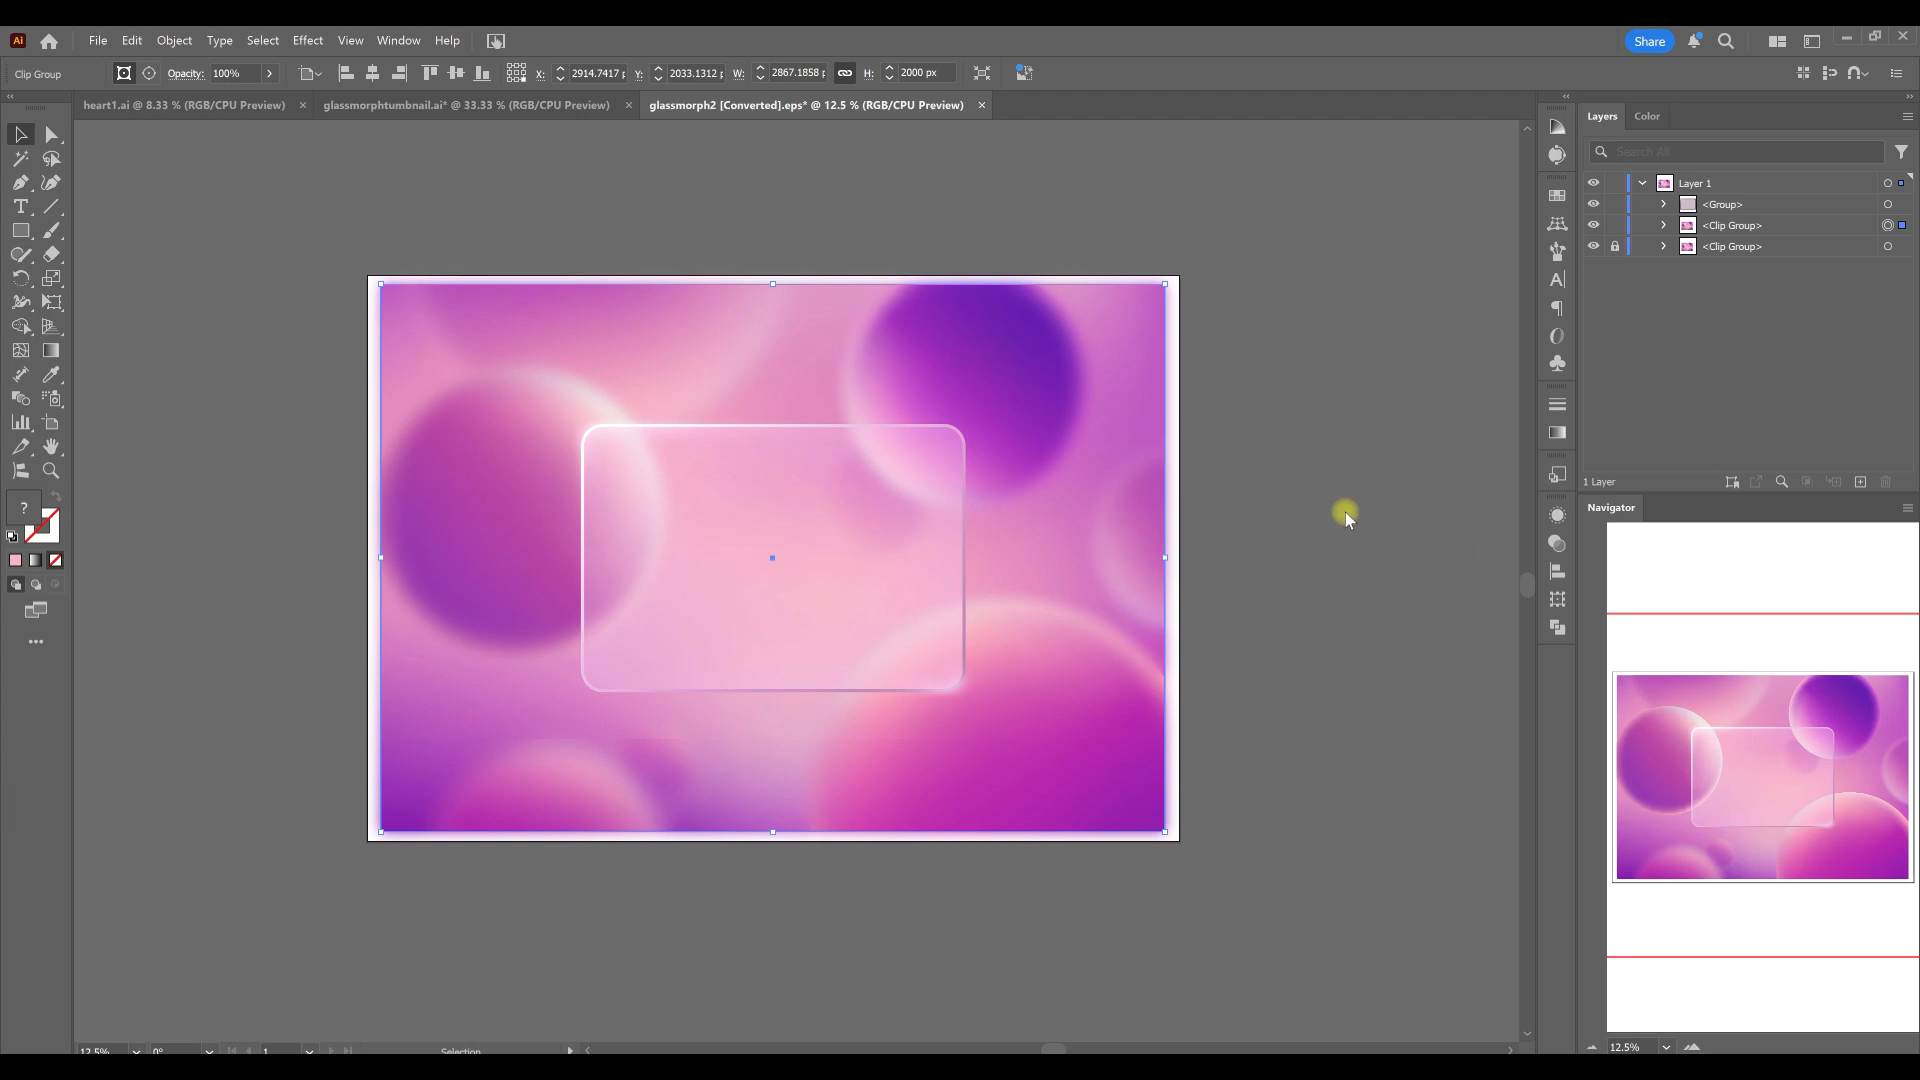 Ai File Edit Object Type Select Effect View Window Help Share
Clip Group Opacity: 100% X: 2914.7417 p Y: 2033.1312 p W: 2867.1858 p H: 2000 px
heart1.ai @ 8.33 % (RGB/CPU Preview) glassmorphtumbnail.ai* @ 33.33 % (RGB/CPU Preview) glassmorph2 [Converted].eps* @ 12.5 % (RGB/CPU Preview)
Layers Color
Search All
Layer 1
<Group>
<Clip Group>
<Clip Group>
1 Layer
Navigator
?
12.5% 0° 1 Selection
12.5%